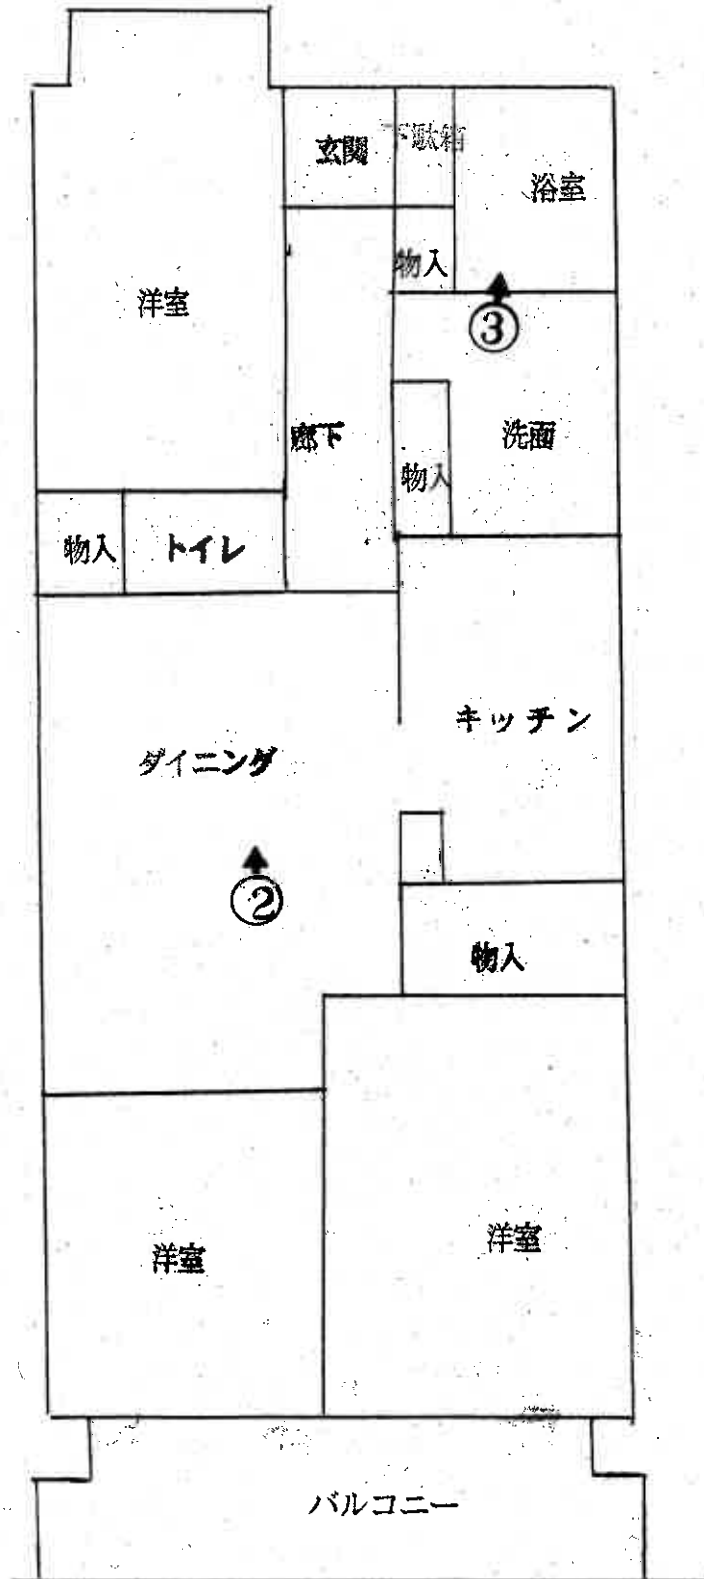 玄関
下駄箱
浴室
物入
洋室
③
廊下
洗面
物入
物入
トイレ
キッチン
ダイニング
②
物入
洋室
洋室
バルコニー